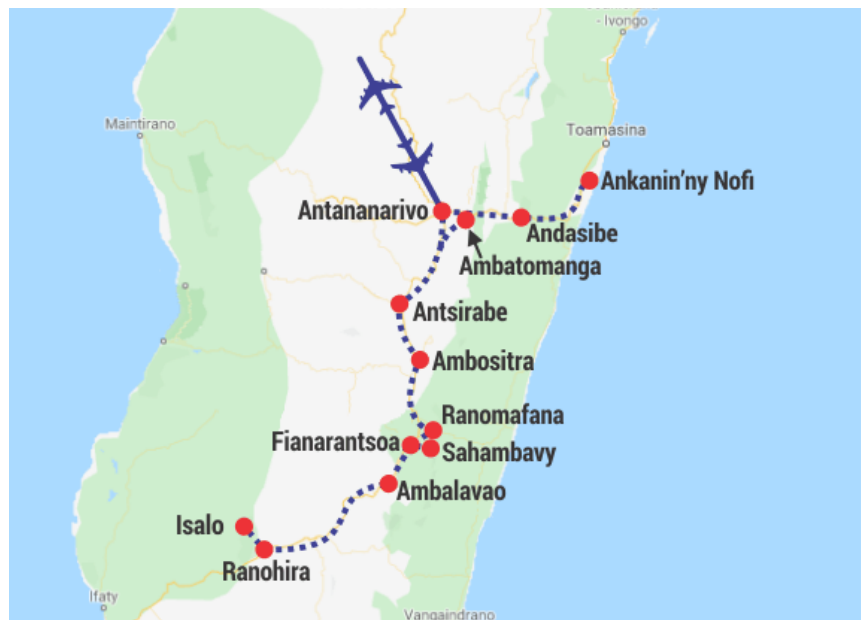 - Ivongo
Maintirano
Toamasina
Ankanin'ny Nofi
Antananarivo
Andasibe
Ambatomanga
Antsirabe
Ambositra
Ranomafana
Fianarantsoa
Sahambavy
Ambalavao
Isalo
Ranohira
Ifaty
Vangaindrano